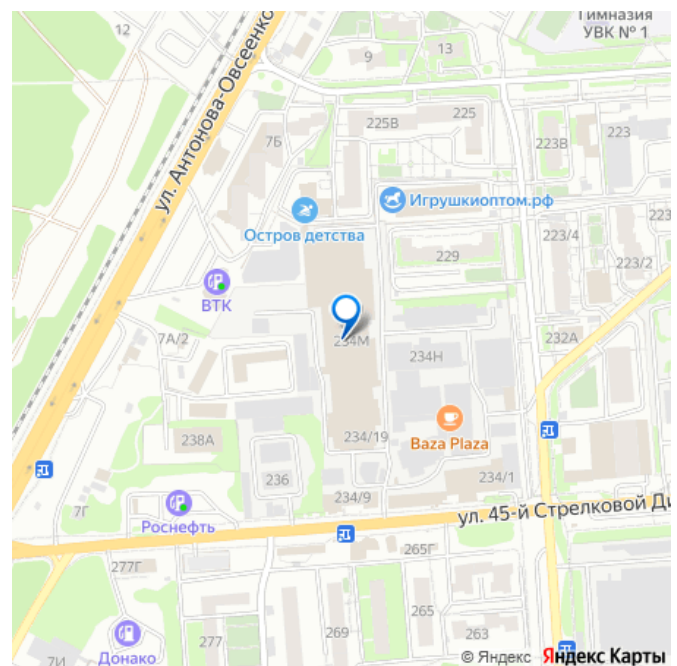 Гимназия
УВК № 1
12
9
13
ул. Антонова-Овсеенко
225
225В
7Б
223В
223
Игрушкиоптом.рф
Остров детства
223/4
229
223/2
ВТК
7А/2
234М
234Н
232А
Baza Plaza
238А
234/19
236
234/1
234/9
7Г
Роснефть
ул. 45-й Стрелковой Ди
265Г
277Г
265
Донако
277
269
263
7И
© Яндекс Яндекс Карты